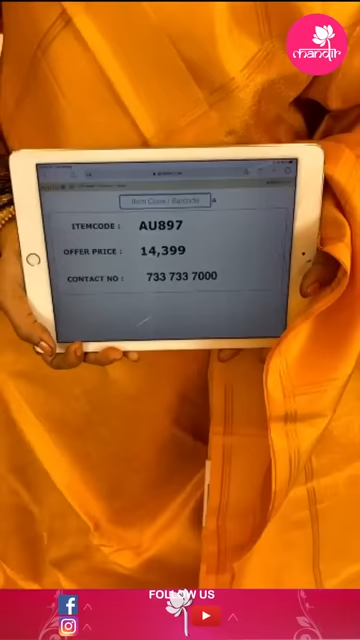 mandir
Item Code / Barcode
ITEMCODE : AU897
OFFER PRICE : 14,399
CONTACT NO : 733 733 7000
FOLLOW US